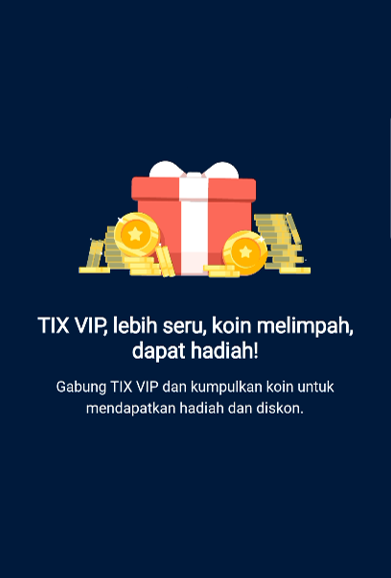 TIX VIP, lebih seru, koin melimpah,
dapat hadiah!
Gabung TIX VIP dan kumpulkan koin untuk
mendapatkan hadiah dan diskon.